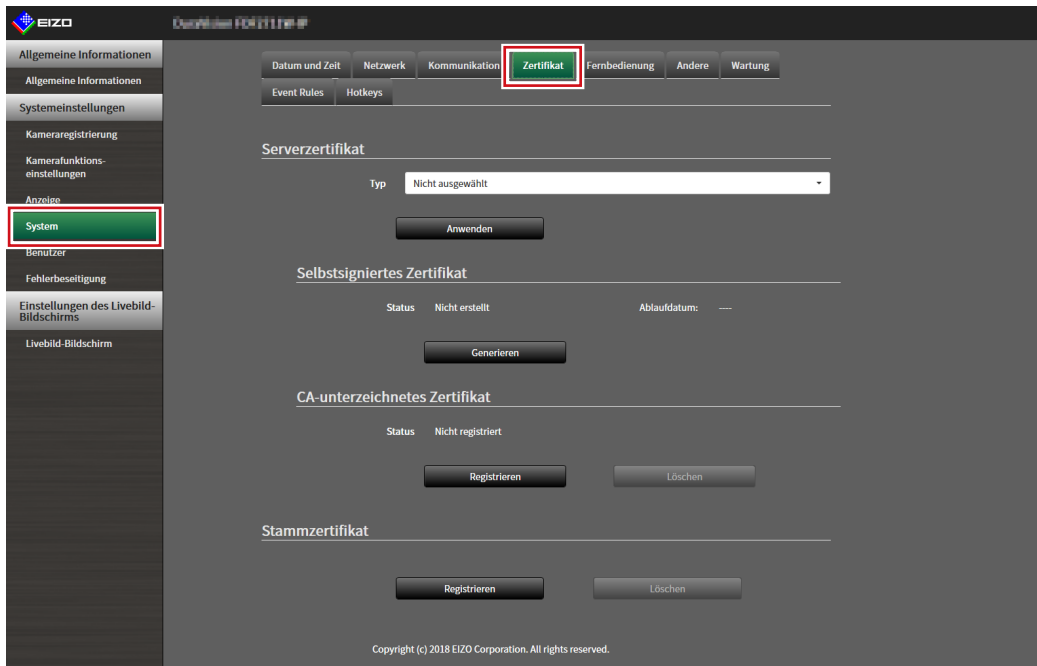 EIZO
Allgemeine Informationen
Allgemeine Informationen
Systemeinstellungen
Kameraregistrierung
Kamerafunktions-
einstellungen
Anzeige
System
Benutzer
Fehlerbeseitigung
Einstellungen des Livebild-
Bildschirms
Livebild-Bildschirm
Datum und Zeit Netzwerk Kommunikation Zertifikat Fernbedienung Andere Wartung
Event Rules Hotkeys
Serverzertifikat
Typ Nicht ausgewählt
Anwenden
Selbstsigniertes Zertifikat
Status Nicht erstellt Ablaufdatum: ----
Generieren
CA-unterzeichnetes Zertifikat
Status Nicht registriert
Registrieren Löschen
Stammzertifikat
Registrieren Löschen
Copyright (c) 2018 EIZO Corporation. All rights reserved.